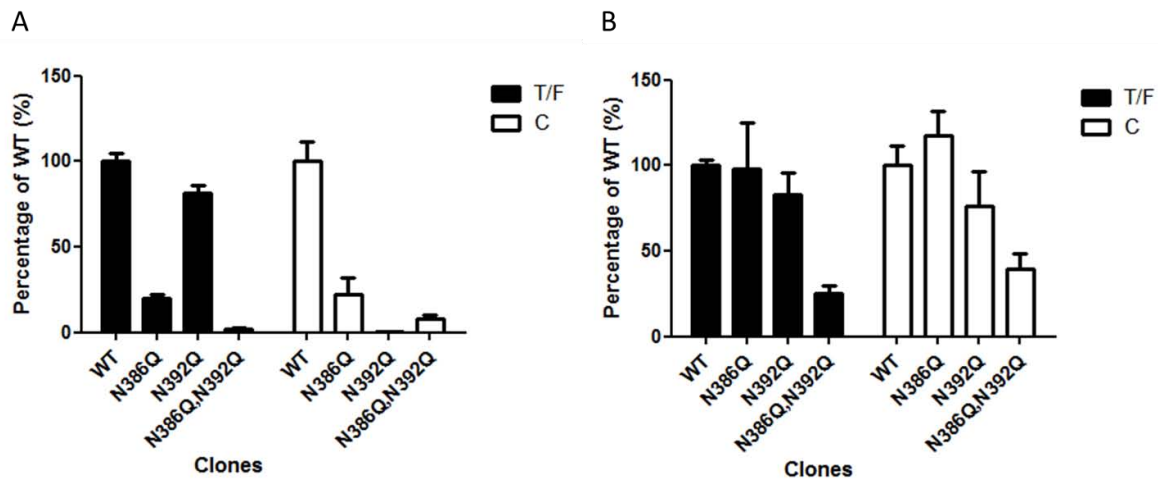 A
Percentage of WT (%)
150
100
50
0
T/F
C
WT
N386Q
N392Q
N386Q,N392Q
WT
N386Q
N392Q
N386Q,N392Q
Clones
B
Percentage of WT (%)
150
100
50
0
T/F
C
WT
N386Q
N392Q
N386Q,N392Q
WT
N386Q
N392Q
N386Q,N392Q
Clones